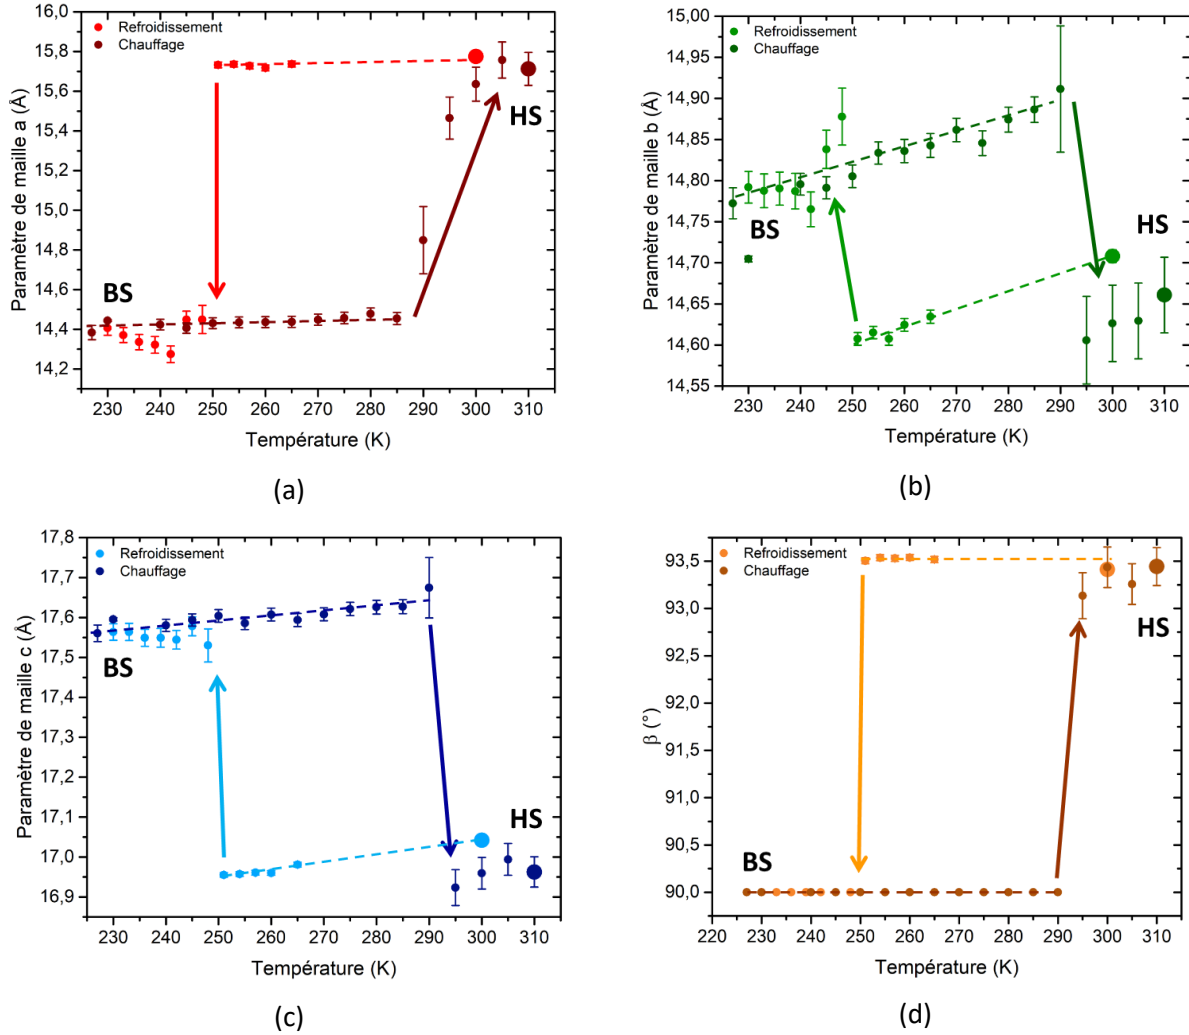 16,0
15,8
15,6
15,4
15,2
15,0
14,8
14,6
14,4
14,2
Paramètre de maille a (Å)
Refroidissement
Chauffage
HS
BS
230 240 250 260 270 280 290 300 310
Température (K)
(a)
15,00
14,95
14,90
14,85
14,80
14,75
14,70
14,65
14,60
14,55
Paramètre de maille b (Å)
Refroidissement
Chauffage
BS
HS
230 240 250 260 270 280 290 300 310
Température (K)
(b)
17,8
17,7
17,6
17,5
17,4
17,3
17,2
17,1
17,0
16,9
Paramètre de maille c (Å)
Refroidissement
Chauffage
BS
HS
230 240 250 260 270 280 290 300 310
Température (K)
(c)
93,5
93,0
92,5
92,0
91,5
91,0
90,5
90,0
β (°)
Refroidissement
Chauffage
HS
BS
220 230 240 250 260 270 280 290 300 310
Température (K)
(d)